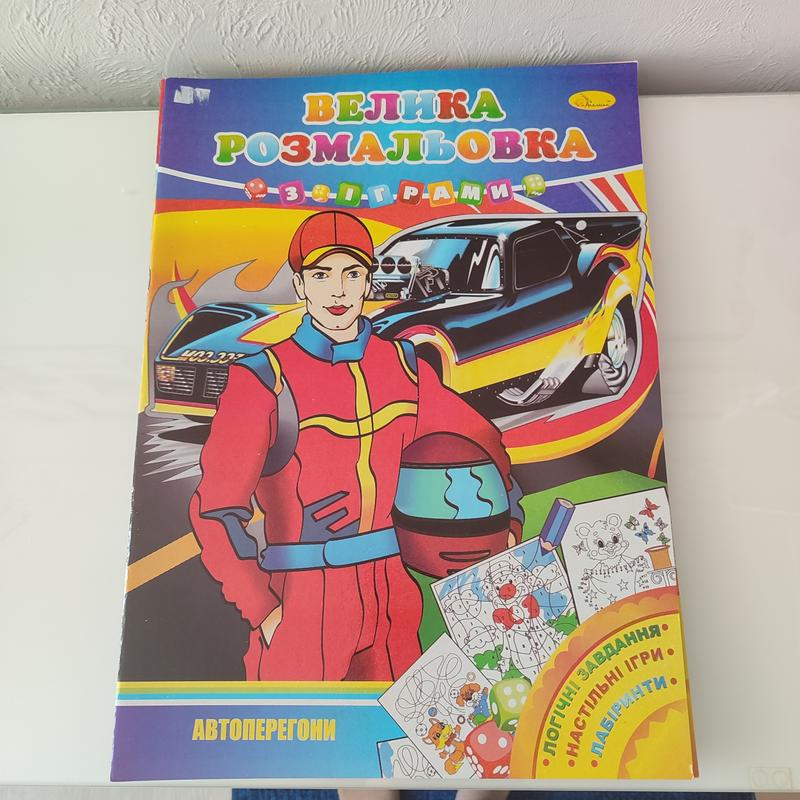 ВЕЛИКА
РОЗМАЛЬОВКА
З ІГРАМИ
ЛОГІЧНІ ЗАВДАННЯ
НАСТІЛЬНІ ІГРИ
ЛАБІРИНТИ
АВТОПЕРЕГОНИ